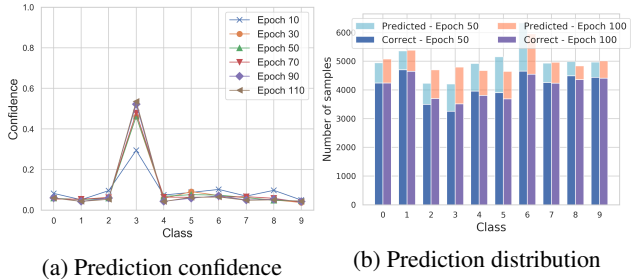 1.0
0.8
0.6
0.4
0.2
0.0
Confidence
0 1 2 3 4 5 6 7 8 9
Class
Epoch 10
Epoch 30
Epoch 50
Epoch 70
Epoch 90
Epoch 110
(a) Prediction confidence
Predicted - Epoch 50 Predicted - Epoch 100
Correct - Epoch 50 Correct - Epoch 100
6000
5000
4000
3000
2000
1000
0
Number of samples
0 1 2 3 4 5 6 7 8 9
Class
(b) Prediction distribution